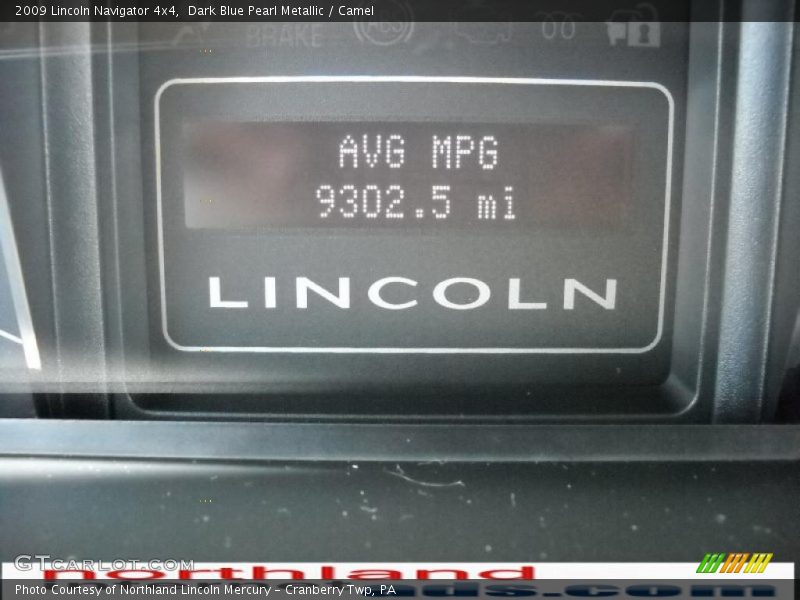 2009 Lincoln Navigator 4x4, Dark Blue Pearl Metallic / Camel
BRAKE
AVG MPG
9302.5 mi
LINCOLN
GTCARLOT.COM
northland
Photo Courtesy of Northland Lincoln Mercury - Cranberry Twp, PA